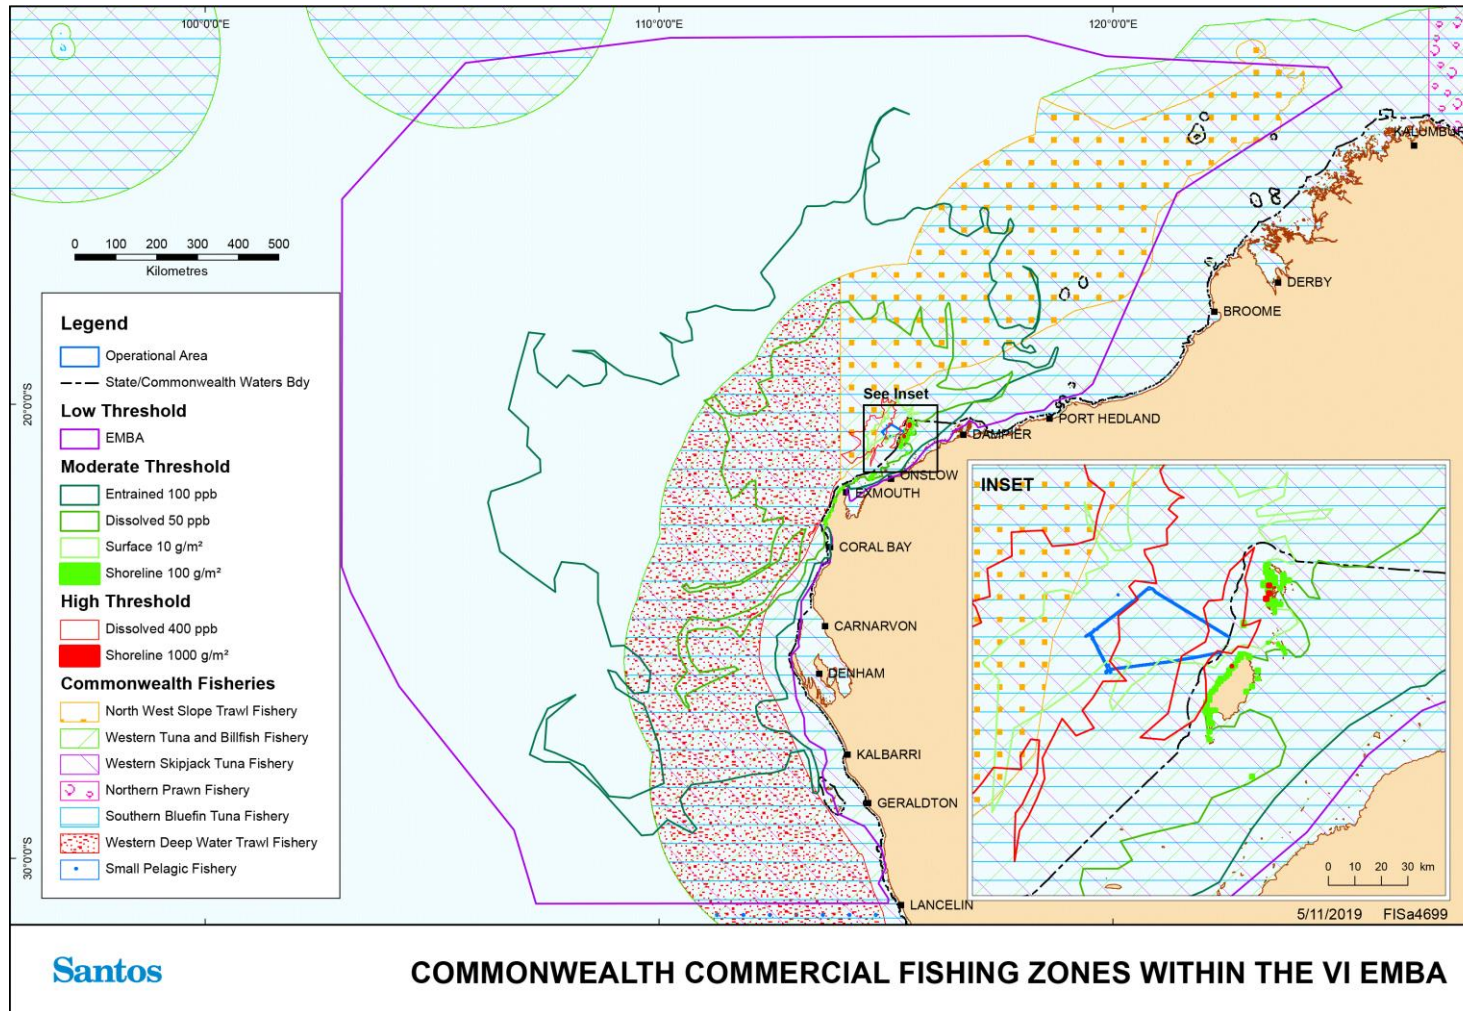 100°0'0"E
110°0'0"E
120°0'0"E
KALUMBUR
DERBY
BROOME
0 100 200 300 400 500
Kilometres
Legend
Operational Area
State/Commonwealth Waters Bdy
Low Threshold
EMBA
Moderate Threshold
Entrained 100 ppb
Dissolved 50 ppb
Surface 10 g/m²
Shoreline 100 g/m²
High Threshold
Dissolved 400 ppb
Shoreline 1000 g/m²
Commonwealth Fisheries
North West Slope Trawl Fishery
Western Tuna and Billfish Fishery
Western Skipjack Tuna Fishery
Northern Prawn Fishery
Southern Bluefin Tuna Fishery
Western Deep Water Trawl Fishery
Small Pelagic Fishery
20°0'0"S
30°0'0"S
See Inset
PORT HEDLAND
DAMPIER
ONSLOW
EXMOUTH
CORAL BAY
CARNARVON
DENHAM
KALBARRI
GERALDTON
LANCELIN
INSET
0 10 20 30 km
5/11/2019 FISa4699
Santos
COMMONWEALTH COMMERCIAL FISHING ZONES WITHIN THE VI EMBA